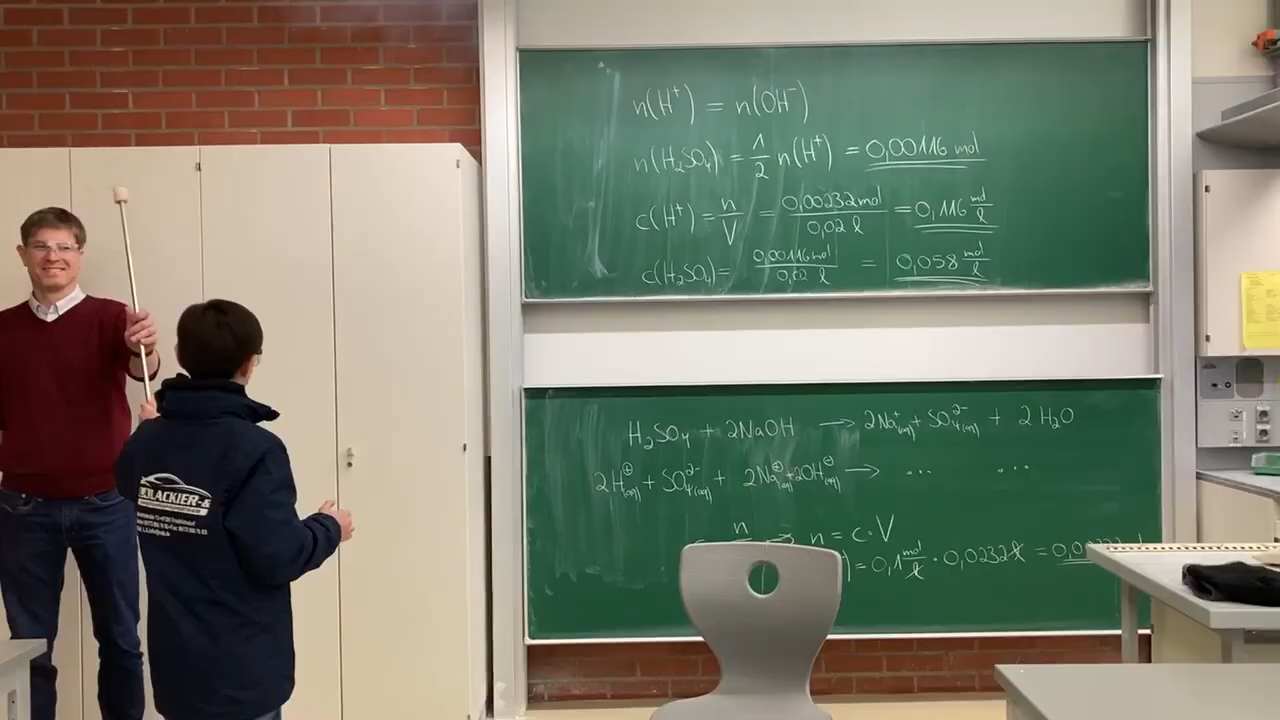 n(H⁺) = n(OH⁻)
n(H₂SO₄) = 1/2 n(H⁺) = 0,00116 mol
c(H⁺) = n/V = 0,00232 mol / 0,02 ℓ = 0,116 mol/ℓ
c(H₂SO₄) = 0,00116 mol / 0,02 ℓ = 0,058 mol/ℓ
H₂SO₄ + 2NaOH → 2Na⁺(aq) + SO₄²⁻(aq) + 2 H₂O
2H⊕(aq) + SO₄²⁻(aq) + 2Na⊕(aq) + 2OH⊖(aq) → ... ...
n → n = c · V
) = 0,1 mol/ℓ · 0,0232 ℓ =
LACKIER-&